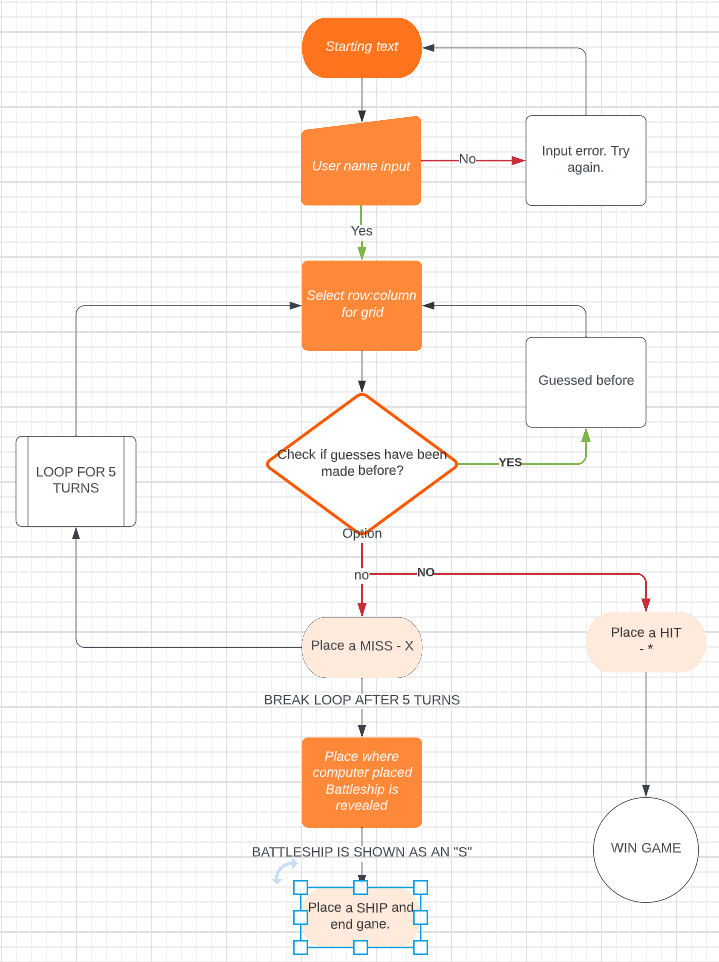 Starting text
Input error. Try
again.
User name input
No
Yes
Select row:column
for grid
Guessed before
Check if guesses have been
made before?
YES
LOOP FOR 5
TURNS
Option
no
NO
Place a MISS - X
Place a HIT
- *
BREAK LOOP AFTER 5 TURNS
Place where
computer placed
Battleship is
revealed
WIN GAME
BATTLESHIP IS SHOWN AS AN "S"
Place a SHIP and
end gane.